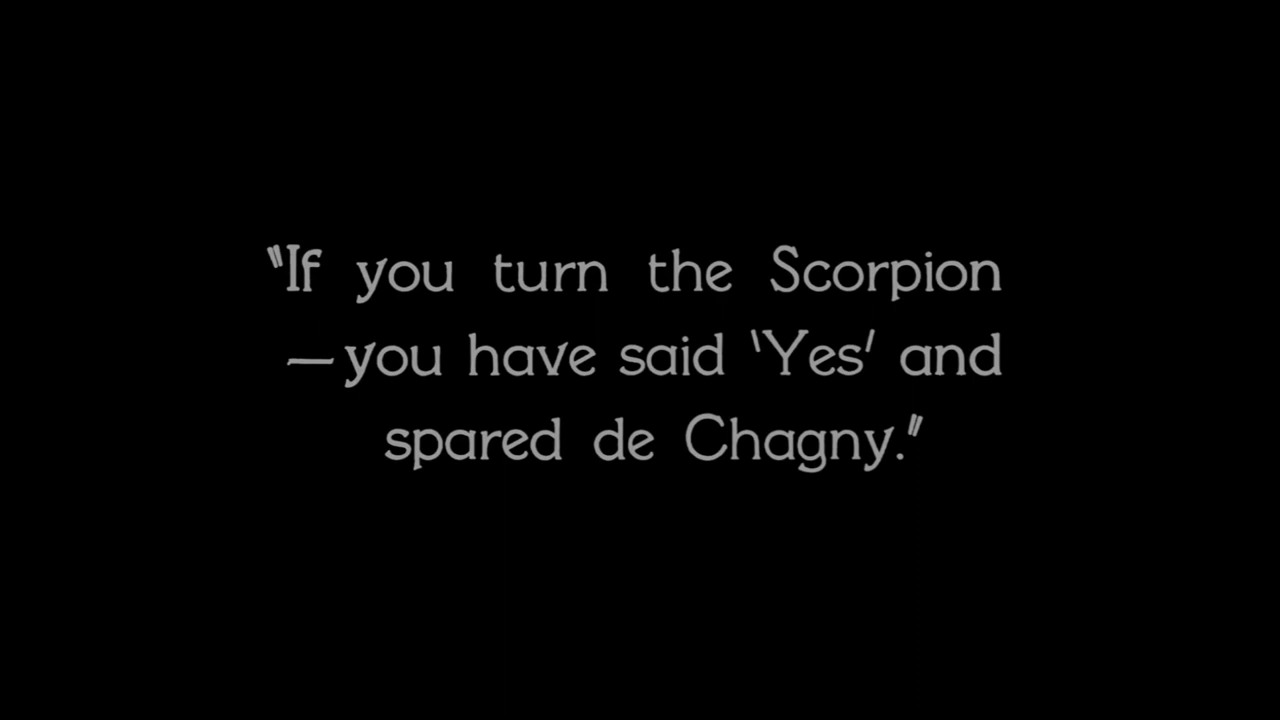 "If you turn the Scorpion
—you have said 'Yes' and
spared de Chagny."